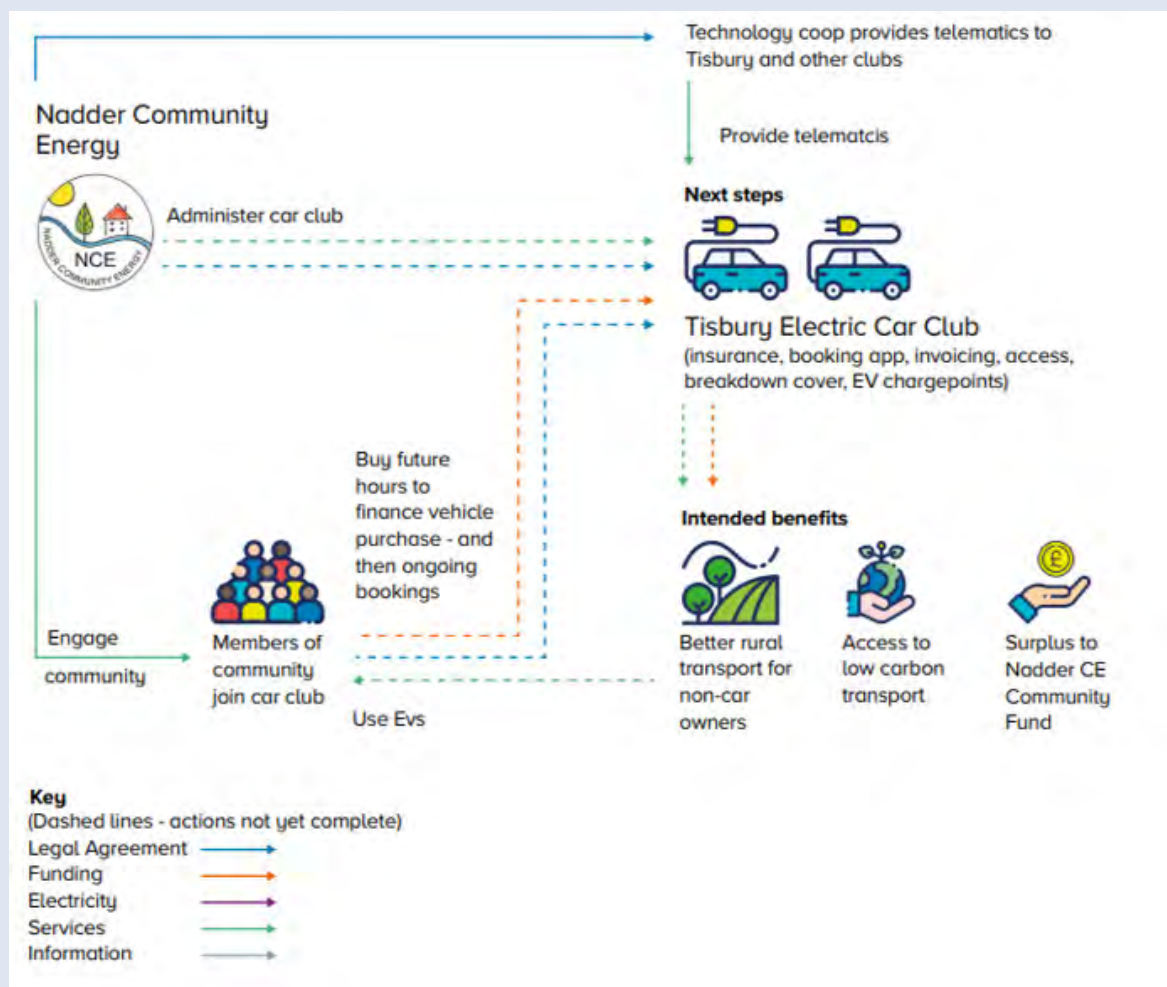 Technology coop provides telematics to
Tisbury and other clubs
Nadder Community
Energy
Provide telematcis
Next steps
Administer car club
NCE
NADDER COMMUNITY ENERGY
Tisbury Electric Car Club
(insurance, booking app, invoicing, access,
breakdown cover, EV chargepoints)
Buy future
hours to
finance vehicle
purchase - and
then ongoing
bookings
Intended benefits
£
Engage
community
Members of
community
join car club
Use Evs
Better rural
transport for
non-car
owners
Access to
low carbon
transport
Surplus to
Nadder CE
Community
Fund
Key
(Dashed lines - actions not yet complete)
Legal Agreement
Funding
Electricity
Services
Information